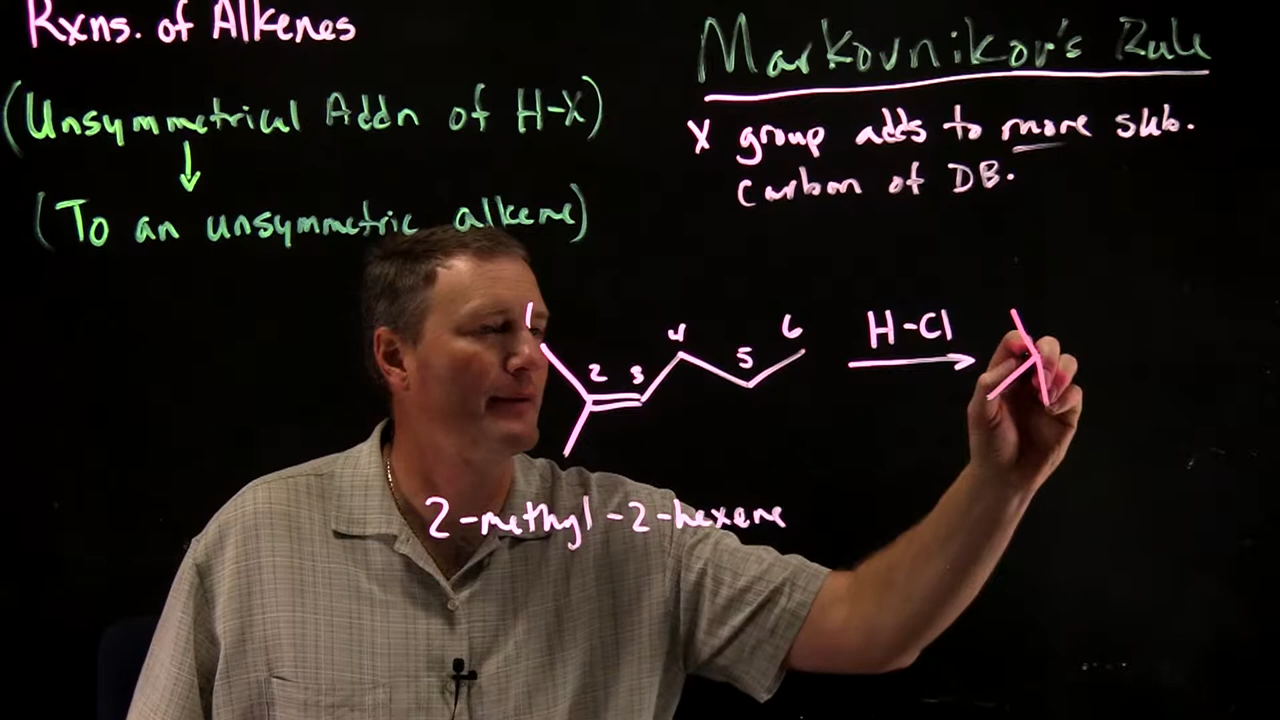 Rxns. of Alkenes
(Unsymmetrical Addn of H-X)
(To an unsymmetric alkene)
Markovnikov's Rule
X group adds to more sub.
carbon of DB.
1 2 3 4 5 6
H-Cl
2-methyl-2-hexene